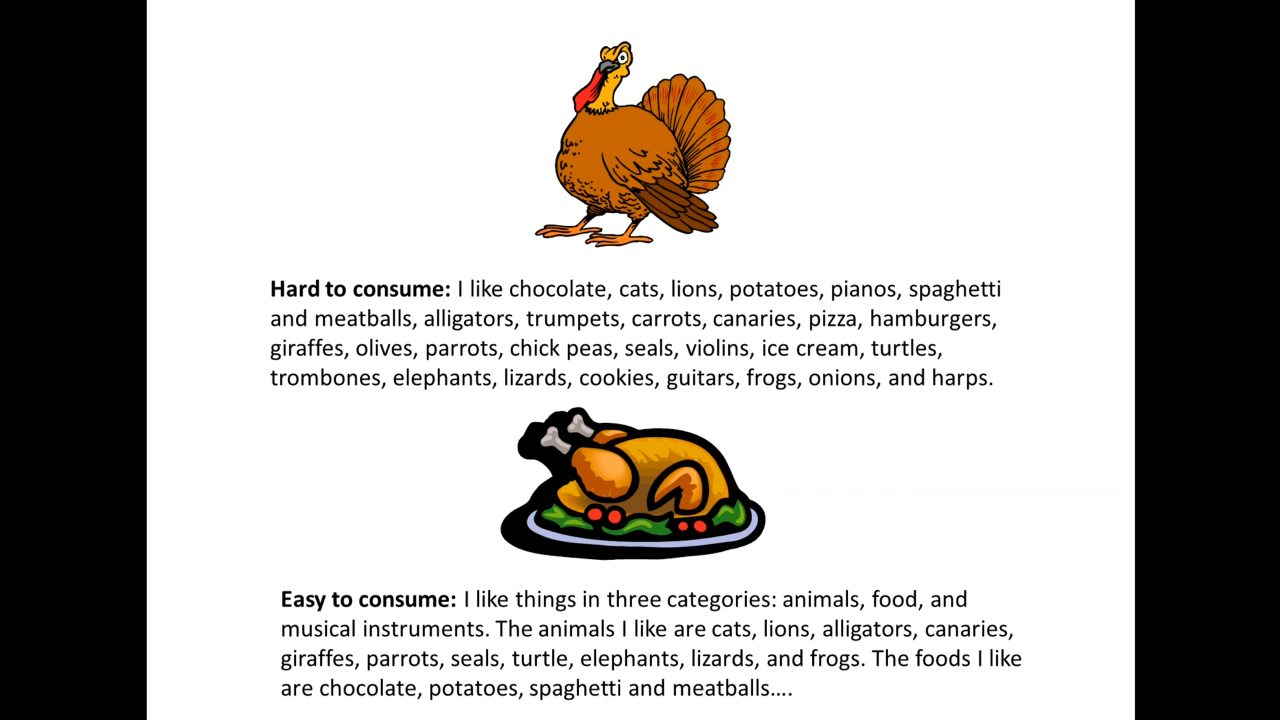 Hard to consume: I like chocolate, cats, lions, potatoes, pianos, spaghetti
and meatballs, alligators, trumpets, carrots, canaries, pizza, hamburgers,
giraffes, olives, parrots, chick peas, seals, violins, ice cream, turtles,
trombones, elephants, lizards, cookies, guitars, frogs, onions, and harps.
Easy to consume: I like things in three categories: animals, food, and
musical instruments. The animals I like are cats, lions, alligators, canaries,
giraffes, parrots, seals, turtle, elephants, lizards, and frogs. The foods I like
are chocolate, potatoes, spaghetti and meatballs….